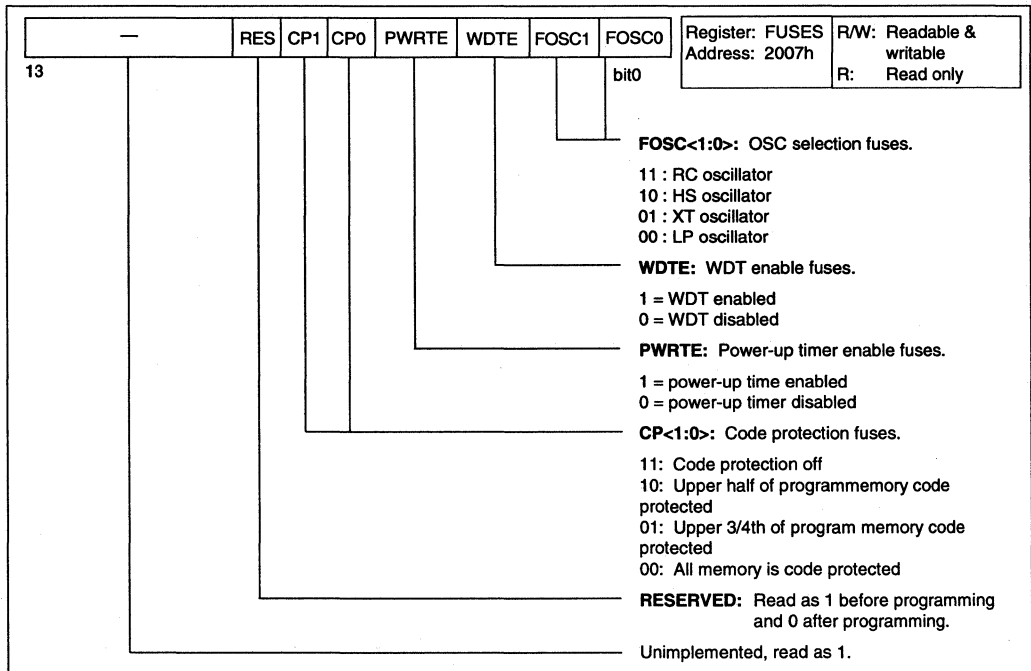 — RES CP1 CP0 PWRTE WDTE FOSC1 FOSC0
13 bit0
Register: FUSES
Address: 2007h
R/W: Readable &
writable
R: Read only
FOSC<1:0>: OSC selection fuses.
11 : RC oscillator
10 : HS oscillator
01 : XT oscillator
00 : LP oscillator
WDTE: WDT enable fuses.
1 = WDT enabled
0 = WDT disabled
PWRTE: Power-up timer enable fuses.
1 = power-up time enabled
0 = power-up timer disabled
CP<1:0>: Code protection fuses.
11: Code protection off
10: Upper half of programmemory code
protected
01: Upper 3/4th of program memory code
protected
00: All memory is code protected
RESERVED: Read as 1 before programming
and 0 after programming.
Unimplemented, read as 1.